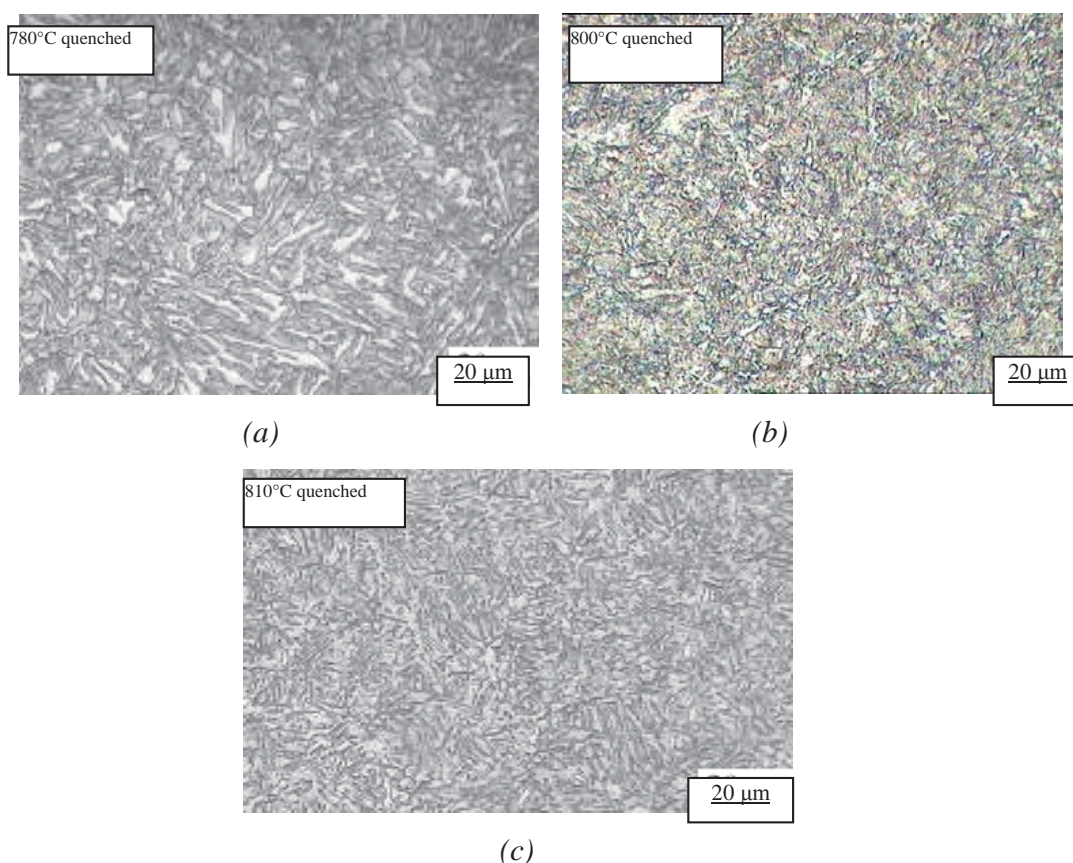 780°C quenched
800°C quenched
20 μm
20 μm
(a)
(b)
810°C quenched
20 μm
(c)